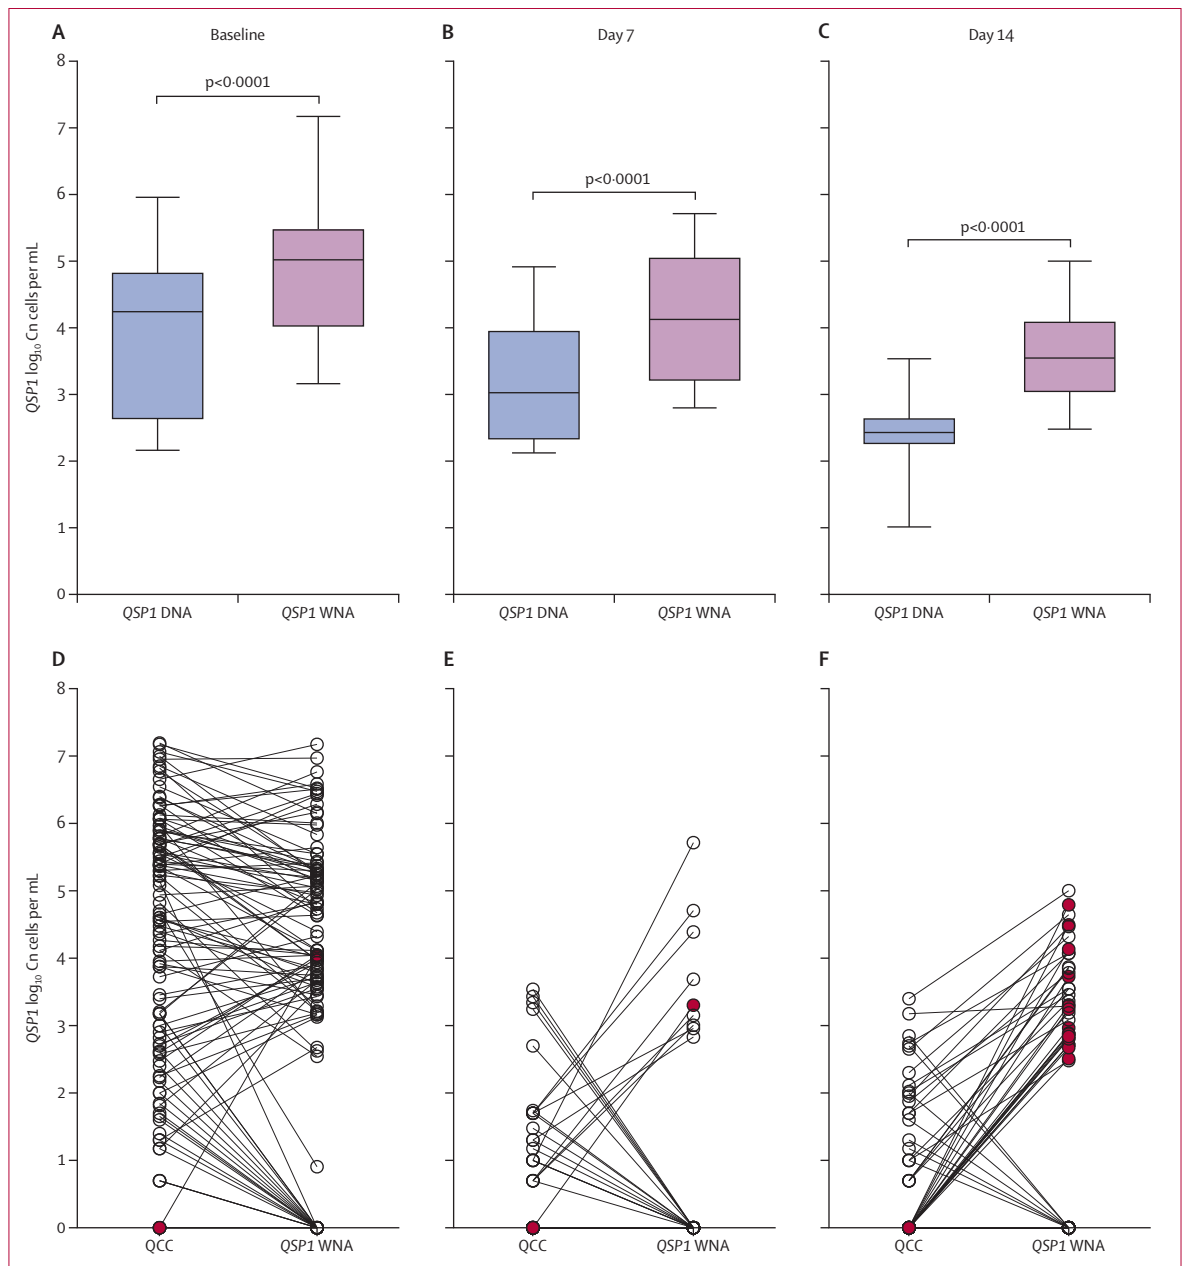 A
Baseline
B
Day 7
C
Day 14
8
7
6
5
4
3
2
1
0
QSP1 log₁₀ Cn cells per mL
p<0·0001
p<0·0001
p<0·0001
QSP1 DNA
QSP1 WNA
QSP1 DNA
QSP1 WNA
QSP1 DNA
QSP1 WNA
D
E
F
8
7
6
5
4
3
2
1
0
QSP1 log₁₀ Cn cells per mL
QCC
QSP1 WNA
QCC
QSP1 WNA
QCC
QSP1 WNA